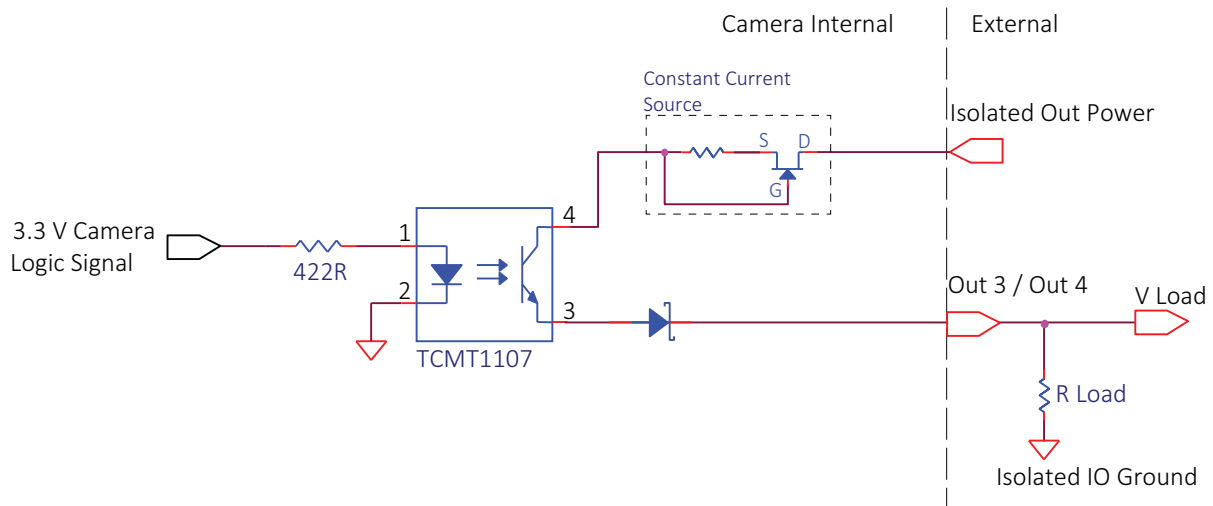 Camera Internal
External
Constant Current
Source
Isolated Out Power
S
D
G
4
3.3 V Camera
Logic Signal
1
422R
2
3
Out 3 / Out 4
V Load
TCMT1107
R Load
Isolated IO Ground